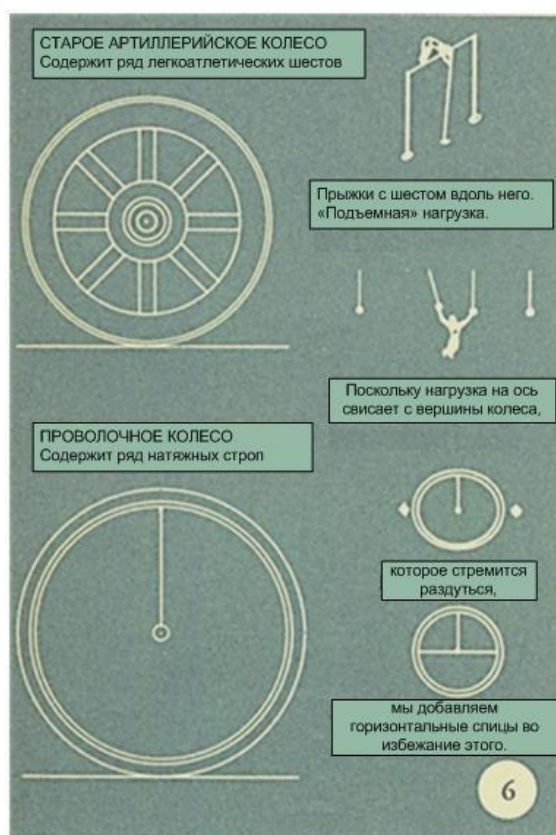 СТАРОЕ АРТИЛЛЕРИЙСКОЕ КОЛЕСО
Содержит ряд легкоатлетических шестов
Прыжки с шестом вдоль него.
«Подъемная» нагрузка.
Поскольку нагрузка на ось
свисает с вершины колеса,
ПРОВОЛОЧНОЕ КОЛЕСО
Содержит ряд натяжных строп
которое стремится
раздуться,
мы добавляем
горизонтальные спицы во
избежание этого.
6